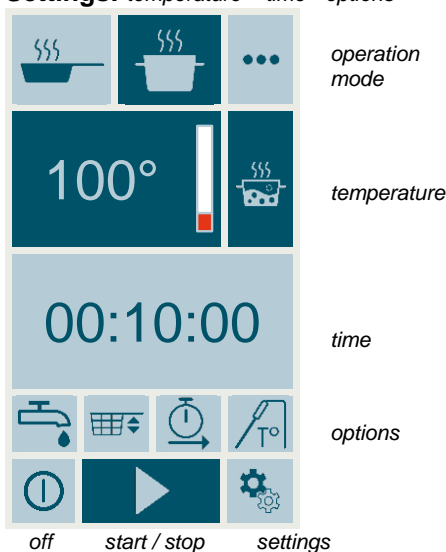 settings: temperature - time - options
operation
mode
100°
temperature
00:10:00
time
T°
options
off start / stop settings